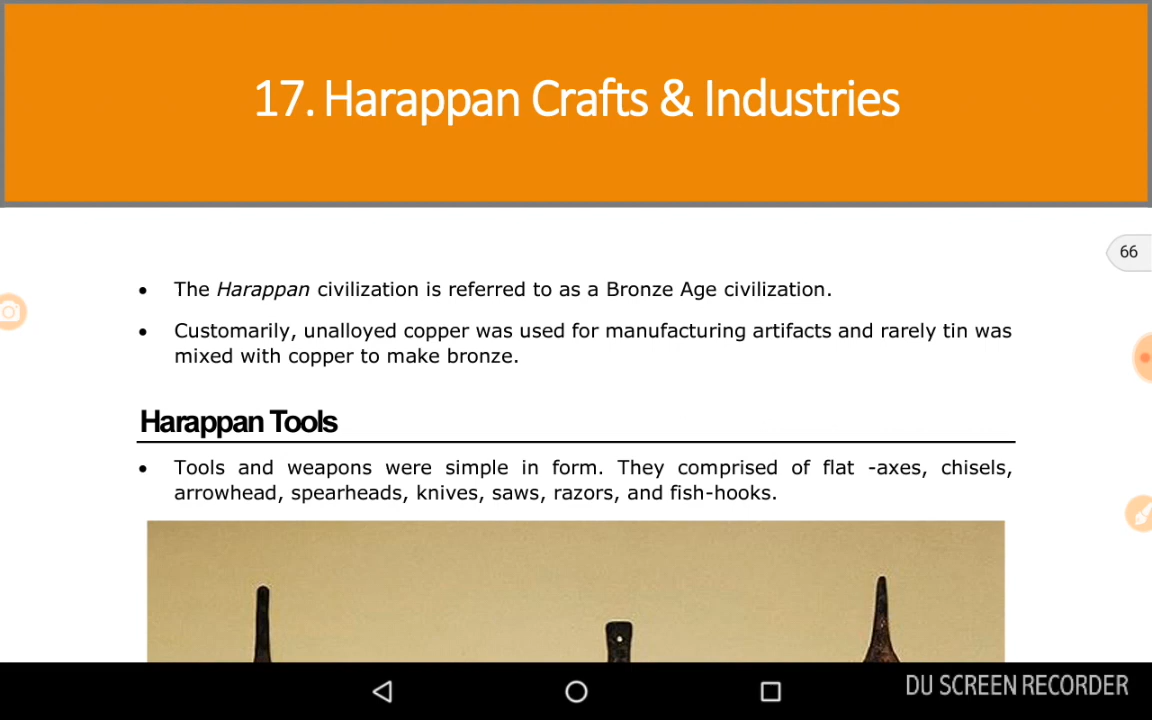 17. Harappan Crafts & Industries
66
• The Harappan civilization is referred to as a Bronze Age civilization.
• Customarily, unalloyed copper was used for manufacturing artifacts and rarely tin was
mixed with copper to make bronze.
Harappan Tools
• Tools and weapons were simple in form. They comprised of flat -axes, chisels,
arrowhead, spearheads, knives, saws, razors, and fish-hooks.
DU SCREEN RECORDER